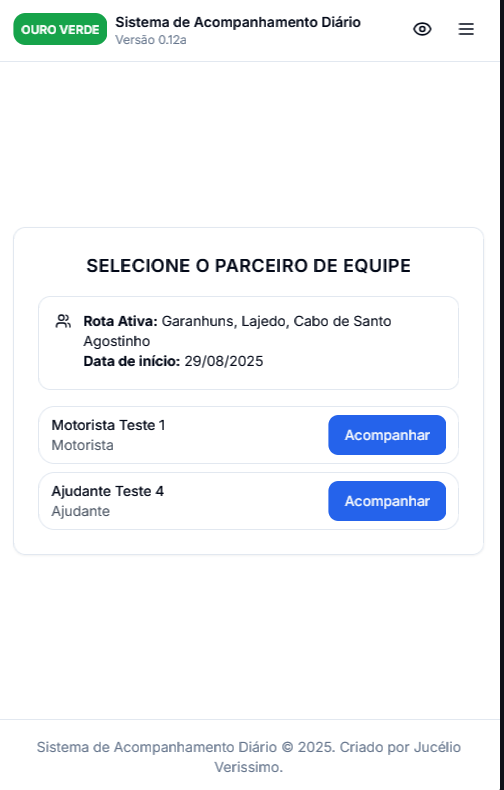 OURO VERDE
Sistema de Acompanhamento Diário
Versão 0.12a
SELECIONE O PARCEIRO DE EQUIPE
Rota Ativa: Garanhuns, Lajedo, Cabo de Santo
Agostinho
Data de início: 29/08/2025
Motorista Teste 1
Motorista
Acompanhar
Ajudante Teste 4
Ajudante
Acompanhar
Sistema de Acompanhamento Diário © 2025. Criado por Jucélio
Verissimo.